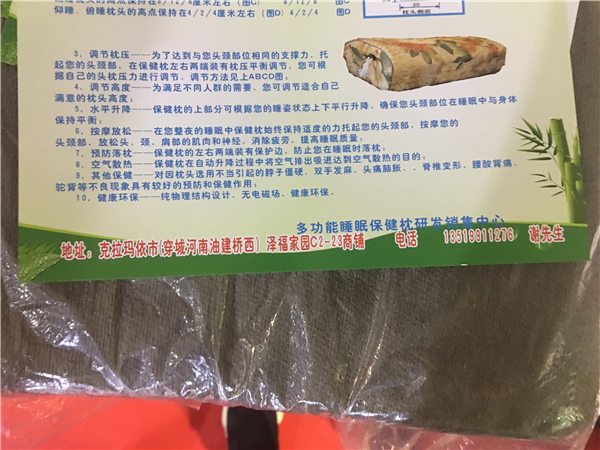 30
枕头侧面
仰睡、俯睡枕头的高点保持在4/2/4厘米左右(图D) 4/2/4 图D
3、调节枕压——为了达到与您头颈部位相同的支撑力,托
起您的头颈部,在保健枕左右两端装有枕压平衡调节,您可根
据自己的头枕压力进行调节,调节方法见上ABCD图;
4、调节高度——为满足不同人群的需要,您可调节适合自己
满意的枕头高度;
5、水平升降——保健枕的上部分可根据您的睡姿状态上下平行升降,确保您头颈部位在睡眠中与身体
保持平衡;
6、按摩放松——在您整夜的睡眠中保健枕始终保持适度的力托起您的头颈部,按摩您的
头颈部,放松头、颈、肩部的肌肉和神经,消除疲劳,提高睡眠质量;
7、预防落枕——保健枕的左右两端装有保护边,防止您在睡眠时落枕;
8、空气散热——保健枕在自动升降过程中将空气排出吸进达到空气散热的目的;
9、其他保健——对因枕头选用不当引起的脖子僵硬、双手发麻、头痛脑胀、、脊椎变形、腰酸背痛、
驼背等不良现象具有较好的预防和保健作用;
10、健康环保——纯物理结构设计,无电磁场,健康环保。
多功能睡眠保健枕研发销售中心
地址:克拉玛依市(穿城河南油建桥西) 泽福家园C2-23商铺 电话 13519911276 谢先生